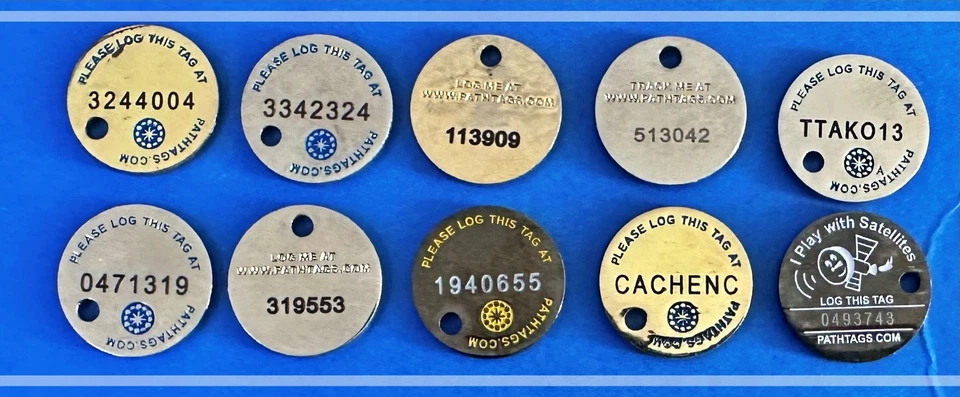 PLEASE LOG THIS TAG AT
3244004
PATHTAGS.COM
PLEASE LOG THIS TAG AT
3342324
PATHTAGS.COM
LOG ME AT
WWW.PATHTAGS.COM
113909
TRACK ME AT
WWW.PATHTAGS.COM
513042
PLEASE LOG THIS TAG AT
TTAKO13
A
PATHTAGS.COM
PLEASE LOG THIS TAG AT
0471319
PATHTAGS.COM
LOG ME AT
WWW.PATHTAGS.COM
319553
PLEASE LOG THIS TAG AT
1940655
PATHTAGS.COM
PLEASE LOG THIS TAG AT
CACHENC
PATHTAGS.COM
I Play with Satellites
LOG THIS TAG
0493743
PATHTAGS.COM